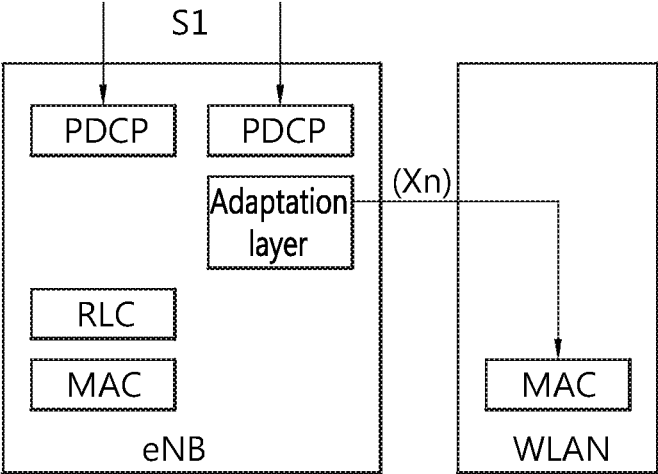 S1
PDCP
PDCP
(Xn)
Adaptation
layer
RLC
MAC
MAC
eNB
WLAN